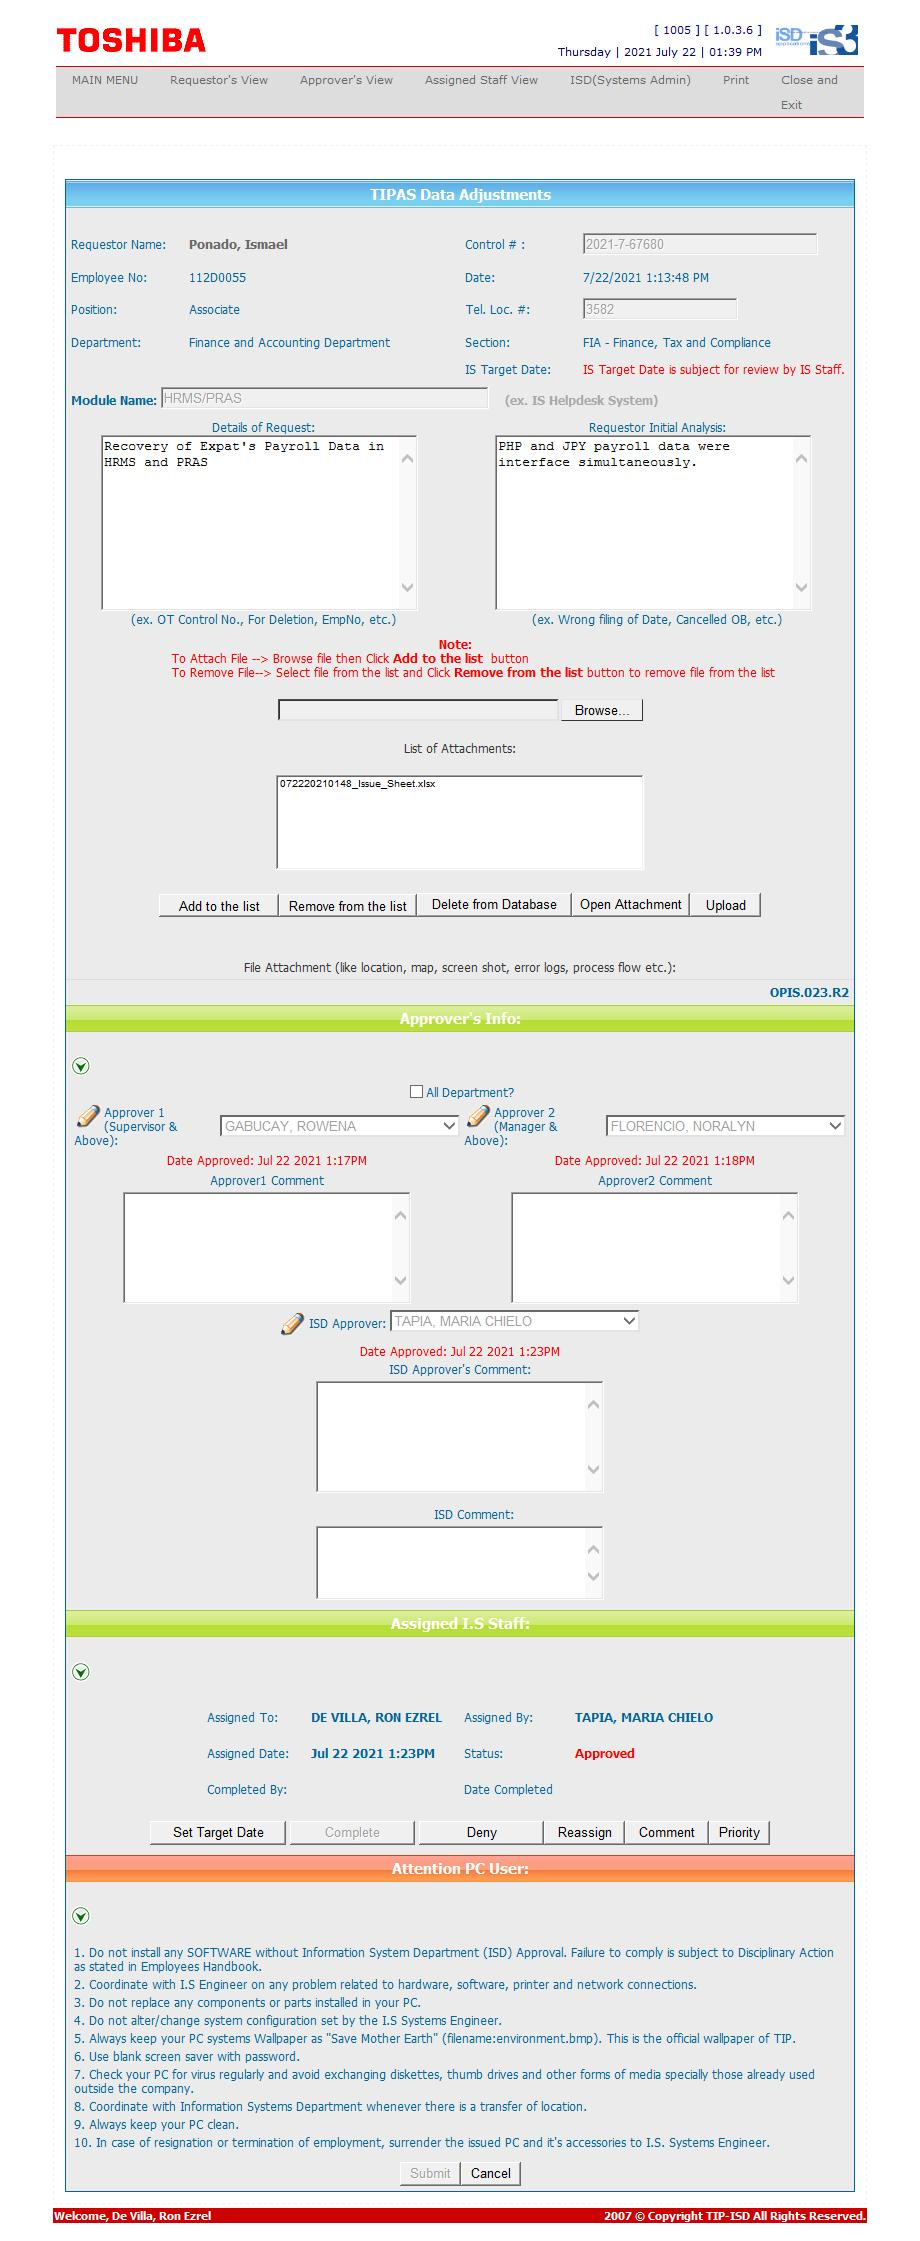 TOSHIBA
[ 1005 ] [ 1.0.3.6 ]
Thursday | 2021 July 22 | 01:39 PM
ISD
iS3
MAIN MENU Requestor's View Approver's View Assigned Staff View ISD(Systems Admin) Print Close and
Exit
TIPAS Data Adjustments
Requestor Name: Ponado, Ismael Control # : 2021-7-67680
Employee No: 112D0055 Date: 7/22/2021 1:13:48 PM
Position: Associate Tel. Loc. #: 3582
Department: Finance and Accounting Department Section: FIA - Finance, Tax and Compliance
IS Target Date: IS Target Date is subject for review by IS Staff.
Module Name: HRMS/PRAS (ex. IS Helpdesk System)
Details of Request: Requestor Initial Analysis:
Recovery of Expat's Payroll Data in
HRMS and PRAS
PHP and JPY payroll data were
interface simultaneously.
(ex. OT Control No., For Deletion, EmpNo, etc.) (ex. Wrong filing of Date, Cancelled OB, etc.)
Note:
To Attach File --> Browse file then Click Add to the list button
To Remove File--> Select file from the list and Click Remove from the list button to remove file from the list
Browse...
List of Attachments:
072220210148_Issue_Sheet.xlsx
Add to the list Remove from the list Delete from Database Open Attachment Upload
File Attachment (like location, map, screen shot, error logs, process flow etc.):
OPIS.023.R2
Approver's Info:
All Department?
Approver 1
(Supervisor &
Above):
GABUCAY, ROWENA
Approver 2
(Manager &
Above):
FLORENCIO, NORALYN
Date Approved: Jul 22 2021 1:17PM Date Approved: Jul 22 2021 1:18PM
Approver1 Comment Approver2 Comment
ISD Approver: TAPIA, MARIA CHIELO
Date Approved: Jul 22 2021 1:23PM
ISD Approver's Comment:
ISD Comment:
Assigned I.S Staff:
Assigned To: DE VILLA, RON EZREL Assigned By: TAPIA, MARIA CHIELO
Assigned Date: Jul 22 2021 1:23PM Status: Approved
Completed By: Date Completed
Set Target Date Complete Deny Reassign Comment Priority
Attention PC User:
1. Do not install any SOFTWARE without Information System Department (ISD) Approval. Failure to comply is subject to Disciplinary Action
as stated in Employees Handbook.
2. Coordinate with I.S Engineer on any problem related to hardware, software, printer and network connections.
3. Do not replace any components or parts installed in your PC.
4. Do not alter/change system configuration set by the I.S Systems Engineer.
5. Always keep your PC systems Wallpaper as "Save Mother Earth" (filename:environment.bmp). This is the official wallpaper of TIP.
6. Use blank screen saver with password.
7. Check your PC for virus regularly and avoid exchanging diskettes, thumb drives and other forms of media specially those already used
outside the company.
8. Coordinate with Information Systems Department whenever there is a transfer of location.
9. Always keep your PC clean.
10. In case of resignation or termination of employment, surrender the issued PC and it's accessories to I.S. Systems Engineer.
Submit Cancel
Welcome, De Villa, Ron Ezrel 2007 © Copyright TIP-ISD All Rights Reserved.